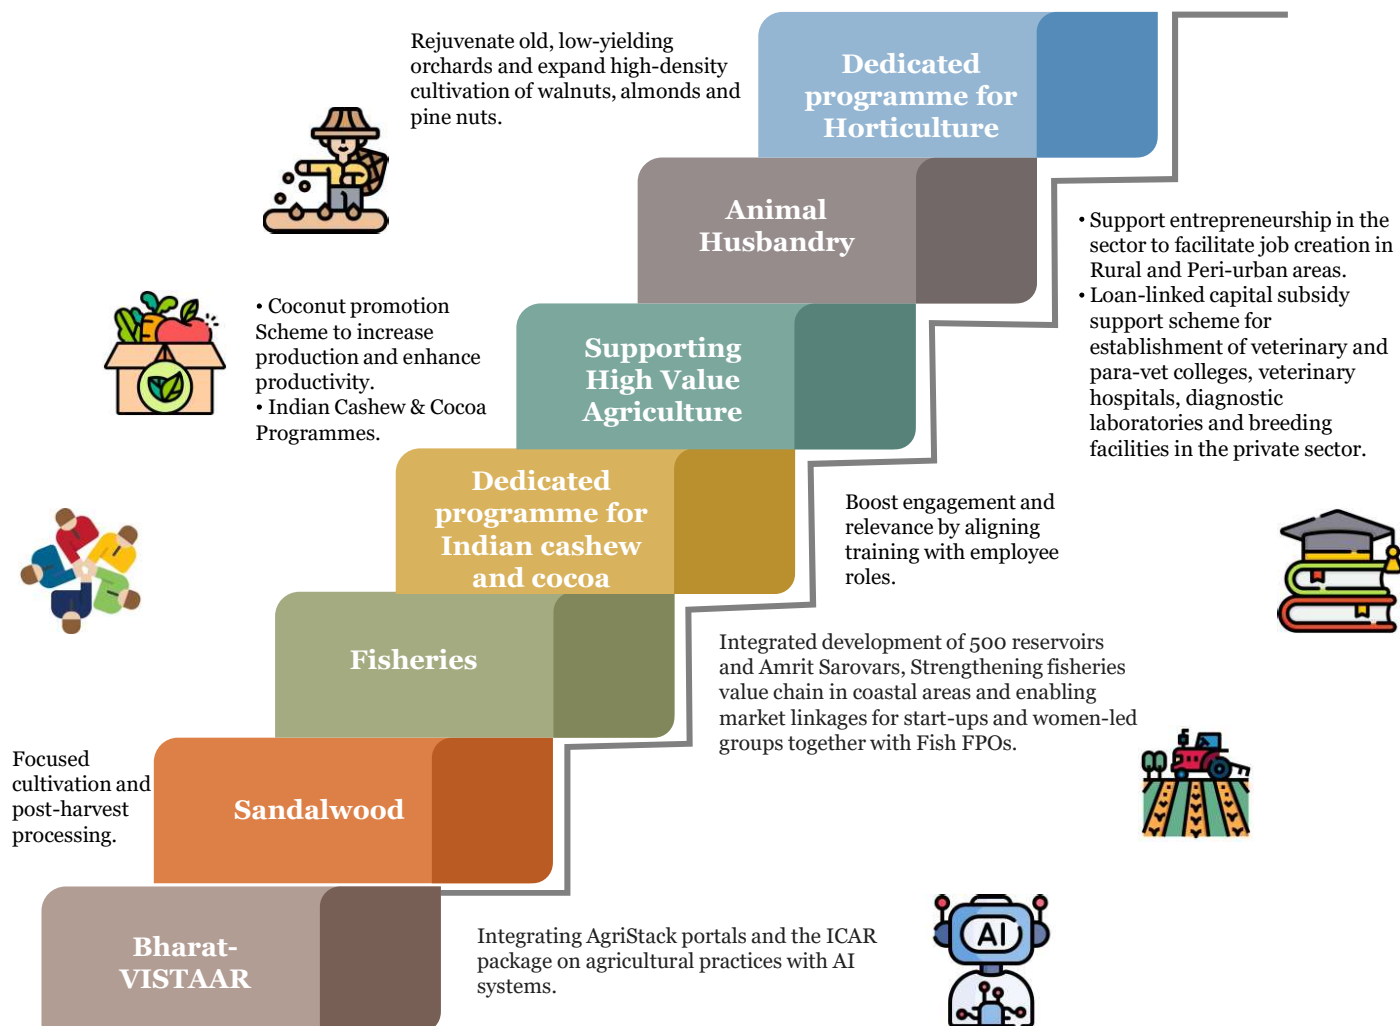 Rejuvenate old, low-yielding
orchards and expand high-density
cultivation of walnuts, almonds and
pine nuts.
Dedicated
programme for
Horticulture
Animal
Husbandry
• Support entrepreneurship in the
sector to facilitate job creation in
Rural and Peri-urban areas.
• Loan-linked capital subsidy
support scheme for
establishment of veterinary and
para-vet colleges, veterinary
hospitals, diagnostic
laboratories and breeding
facilities in the private sector.
• Coconut promotion
Scheme to increase
production and enhance
productivity.
• Indian Cashew & Cocoa
Programmes.
Supporting
High Value
Agriculture
Dedicated
programme for
Indian cashew
and cocoa
Boost engagement and
relevance by aligning
training with employee
roles.
Fisheries
Integrated development of 500 reservoirs
and Amrit Sarovars, Strengthening fisheries
value chain in coastal areas and enabling
market linkages for start-ups and women-led
groups together with Fish FPOs.
Focused
cultivation and
post-harvest
processing.
Sandalwood
Bharat-
VISTAAR
Integrating AgriStack portals and the ICAR
package on agricultural practices with AI
systems.
AI